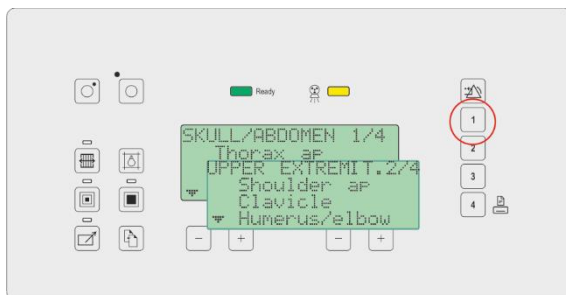 Ready
1
SKULL/ABDOMEN 1/4
Thorax ap
2
UPPER EXTREMIT.2/4
Shoulder ap
3
Clavicle
Humerus/elbow
4
- + - +